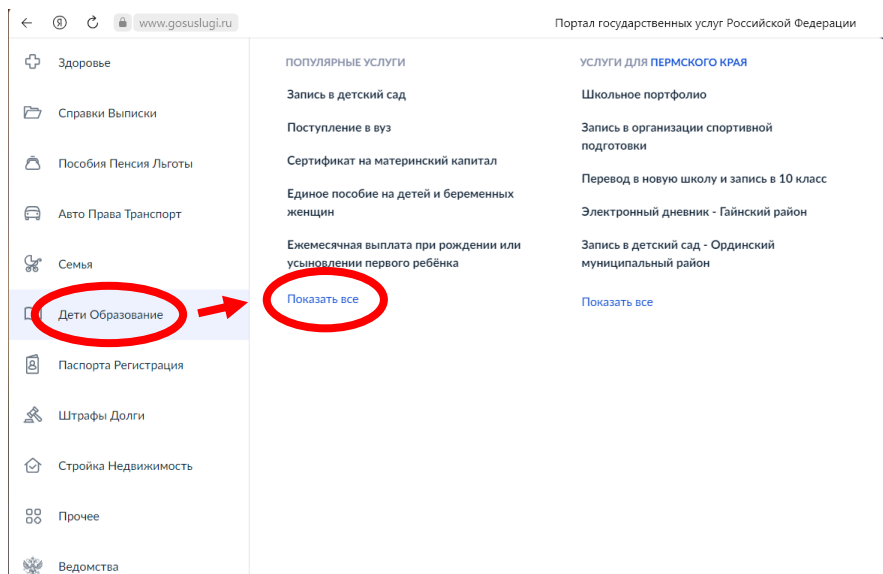 www.gosuslugi.ru
Портал государственных услуг Российской Федерации
Здоровье
Справки Выписки
Пособия Пенсия Льготы
Авто Права Транспорт
Семья
Дети Образование
Паспорта Регистрация
Штрафы Долги
Стройка Недвижимость
Прочее
Ведомства
ПОПУЛЯРНЫЕ УСЛУГИ
Запись в детский сад
Поступление в вуз
Сертификат на материнский капитал
Единое пособие на детей и беременных
женщин
Ежемесячная выплата при рождении или
усыновлении первого ребёнка
Показать все
УСЛУГИ ДЛЯ ПЕРМСКОГО КРАЯ
Школьное портфолио
Запись в организации спортивной
подготовки
Перевод в новую школу и запись в 10 класс
Электронный дневник - Гайнский район
Запись в детский сад - Ординский
муниципальный район
Показать все